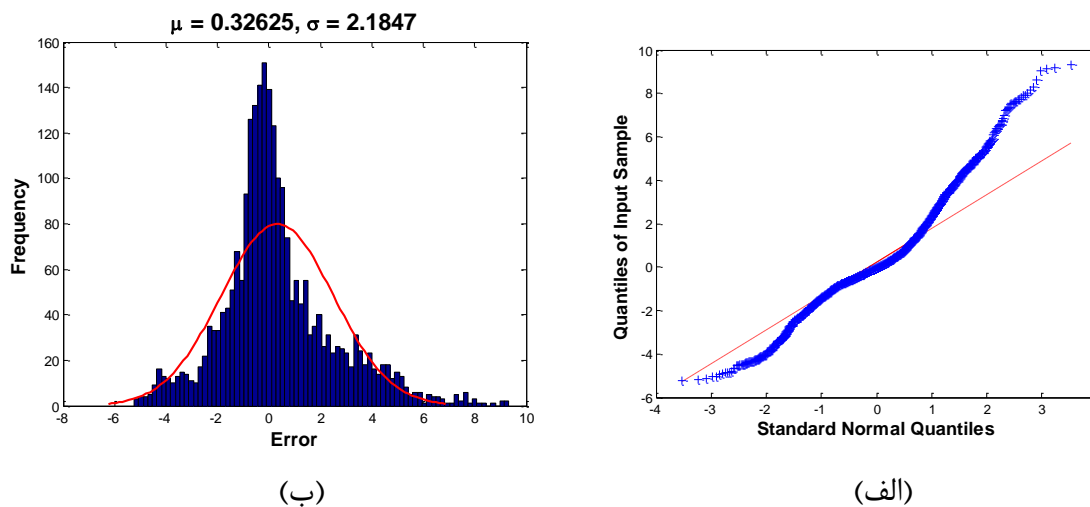 μ = 0.32625, σ = 2.1847
160
140
120
100
80
60
40
20
0
-8 -6 -4 -2 0 2 4 6 8 10
Frequency
Error
(ب)
10
8
6
4
2
0
-2
-4
-6
-4 -3 -2 -1 0 1 2 3
Quantiles of Input Sample
Standard Normal Quantiles
(الف)